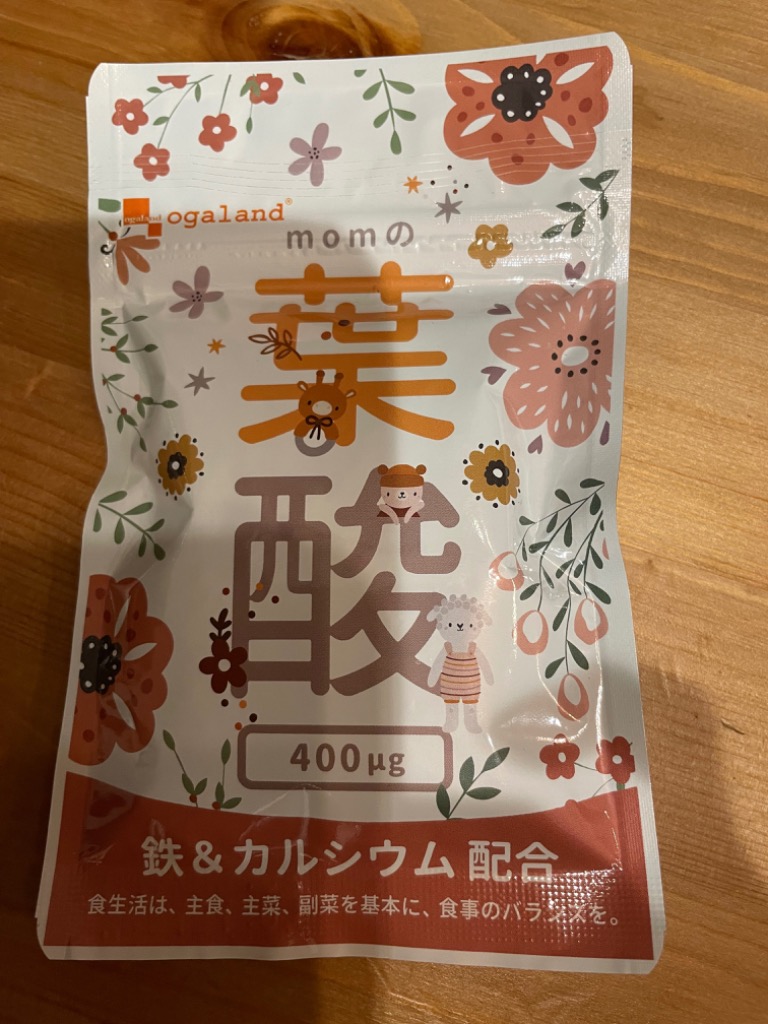 ogaland
ogaland®
momの
葉
酸
400μg
鉄＆カルシウム 配合
食生活は、主食、主菜、副菜を基本に、食事のバランスを。